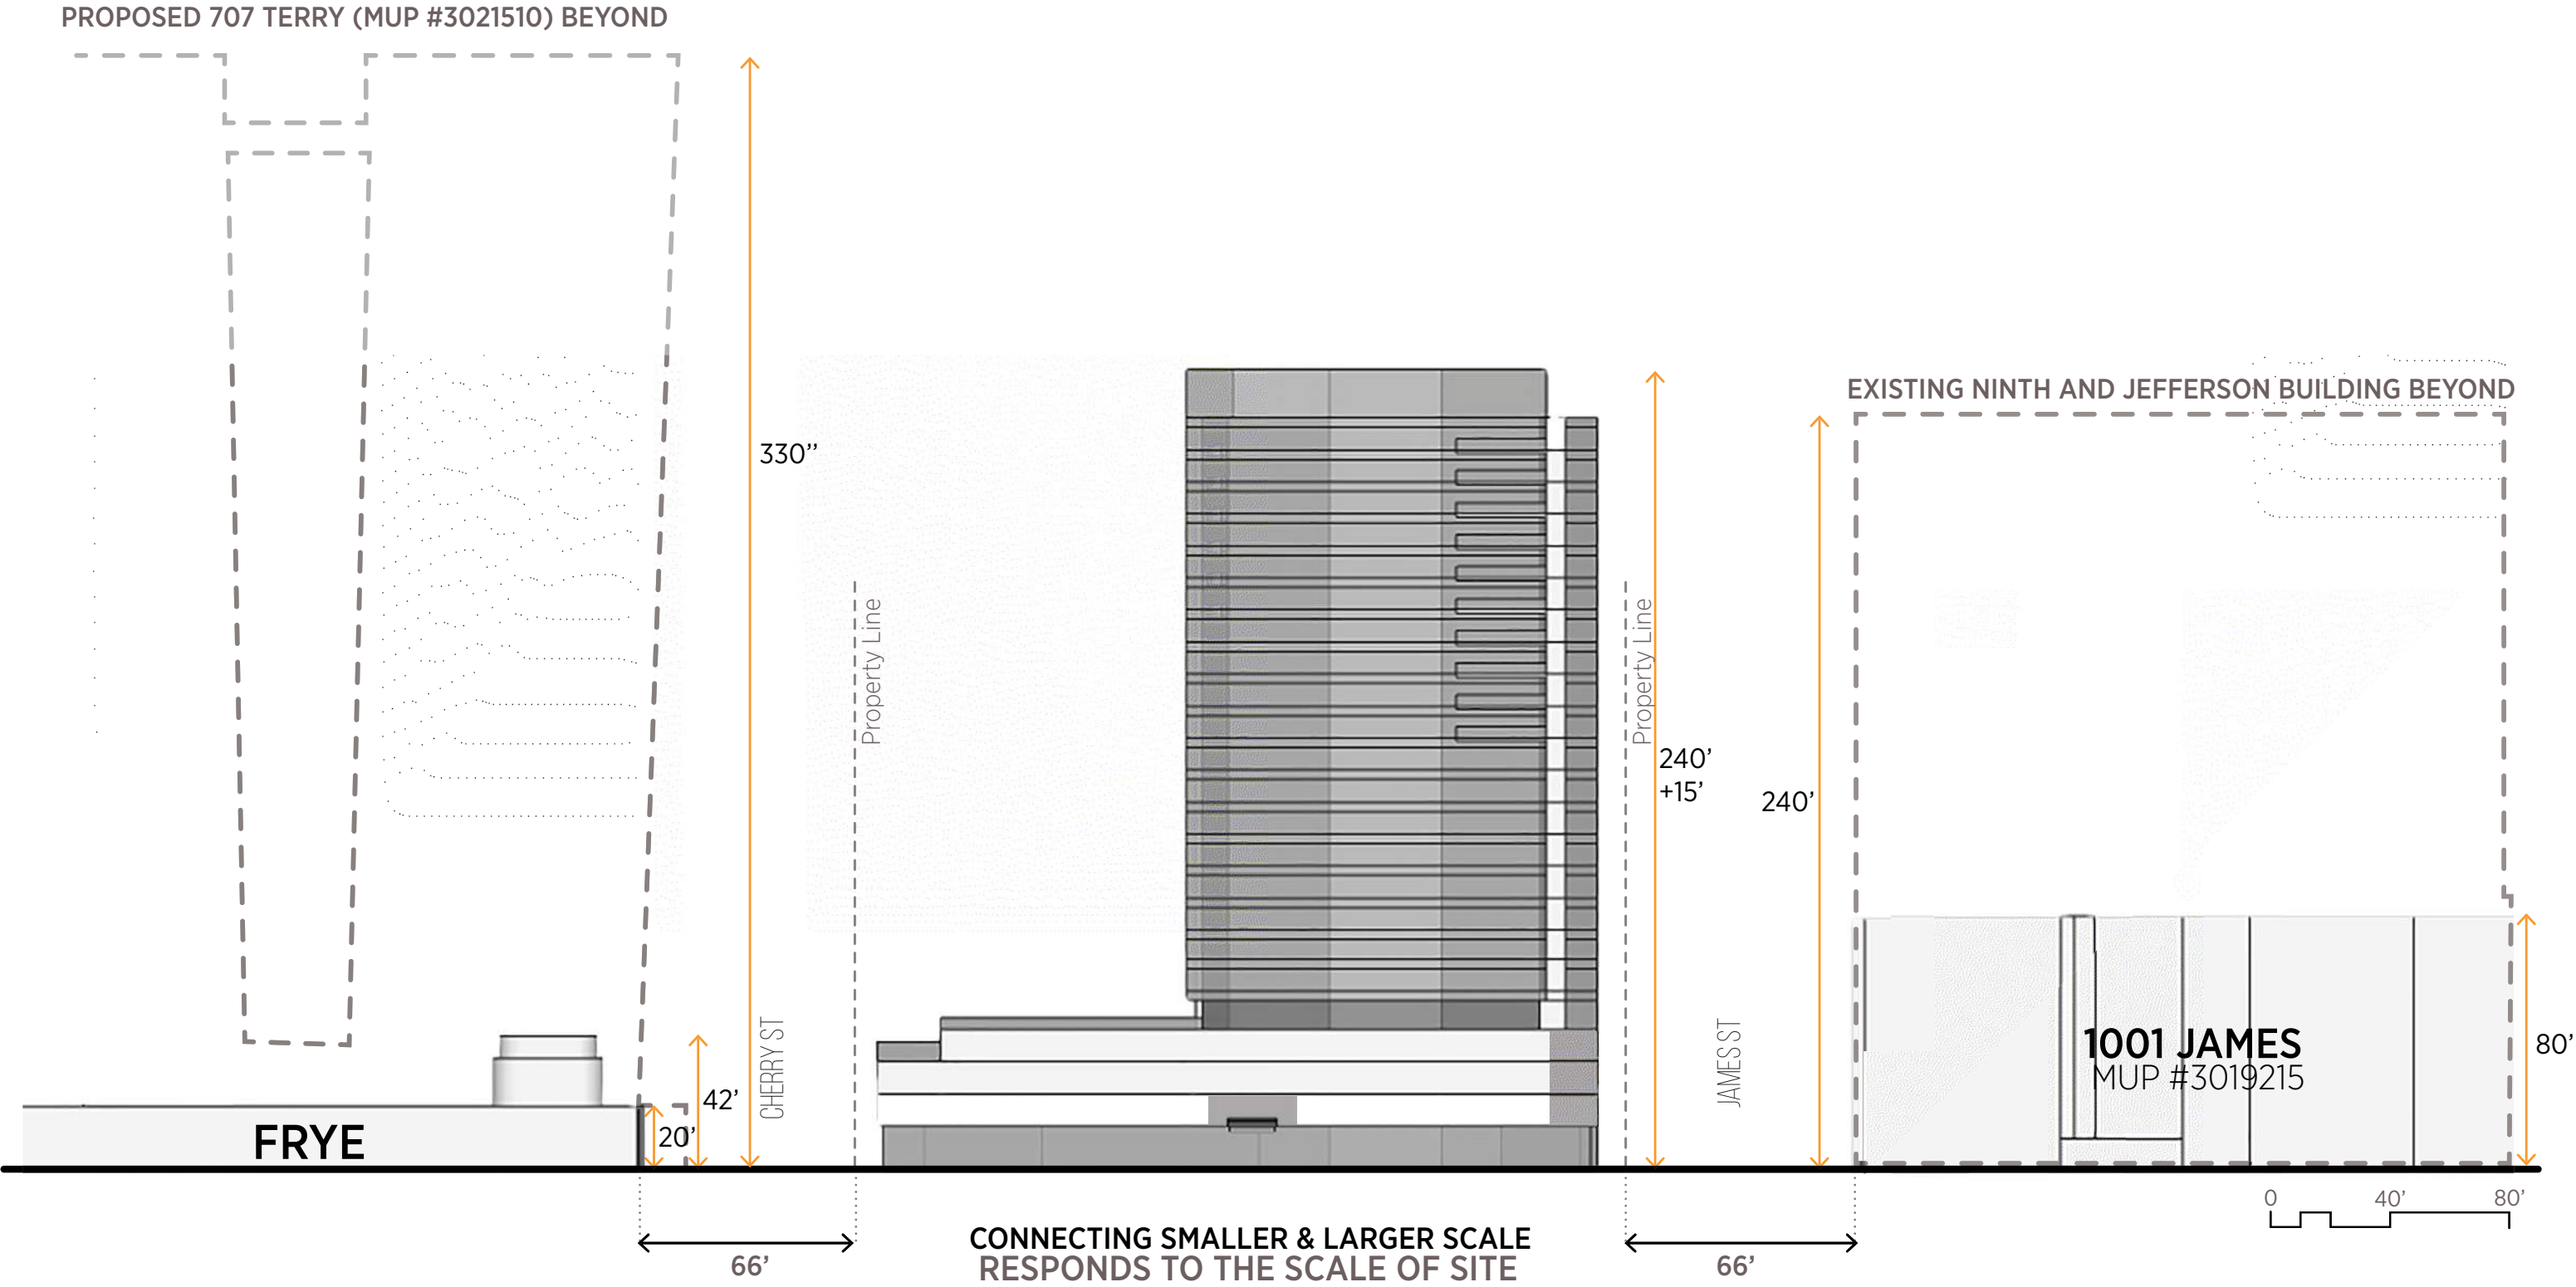 PROPOSED 707 TERRY (MUP #3021510) BEYOND
330’’
EXISTING NINTH AND JEFFERSON BUILDING BEYOND
Property Line
Property Line
240’
+15’
240’
CHERRY ST
JAMES ST
42’
20’
FRYE
1001 JAMES
MUP #3019215
80’
0 40’ 80’
66’
CONNECTING SMALLER & LARGER SCALE
RESPONDS TO THE SCALE OF SITE
66’